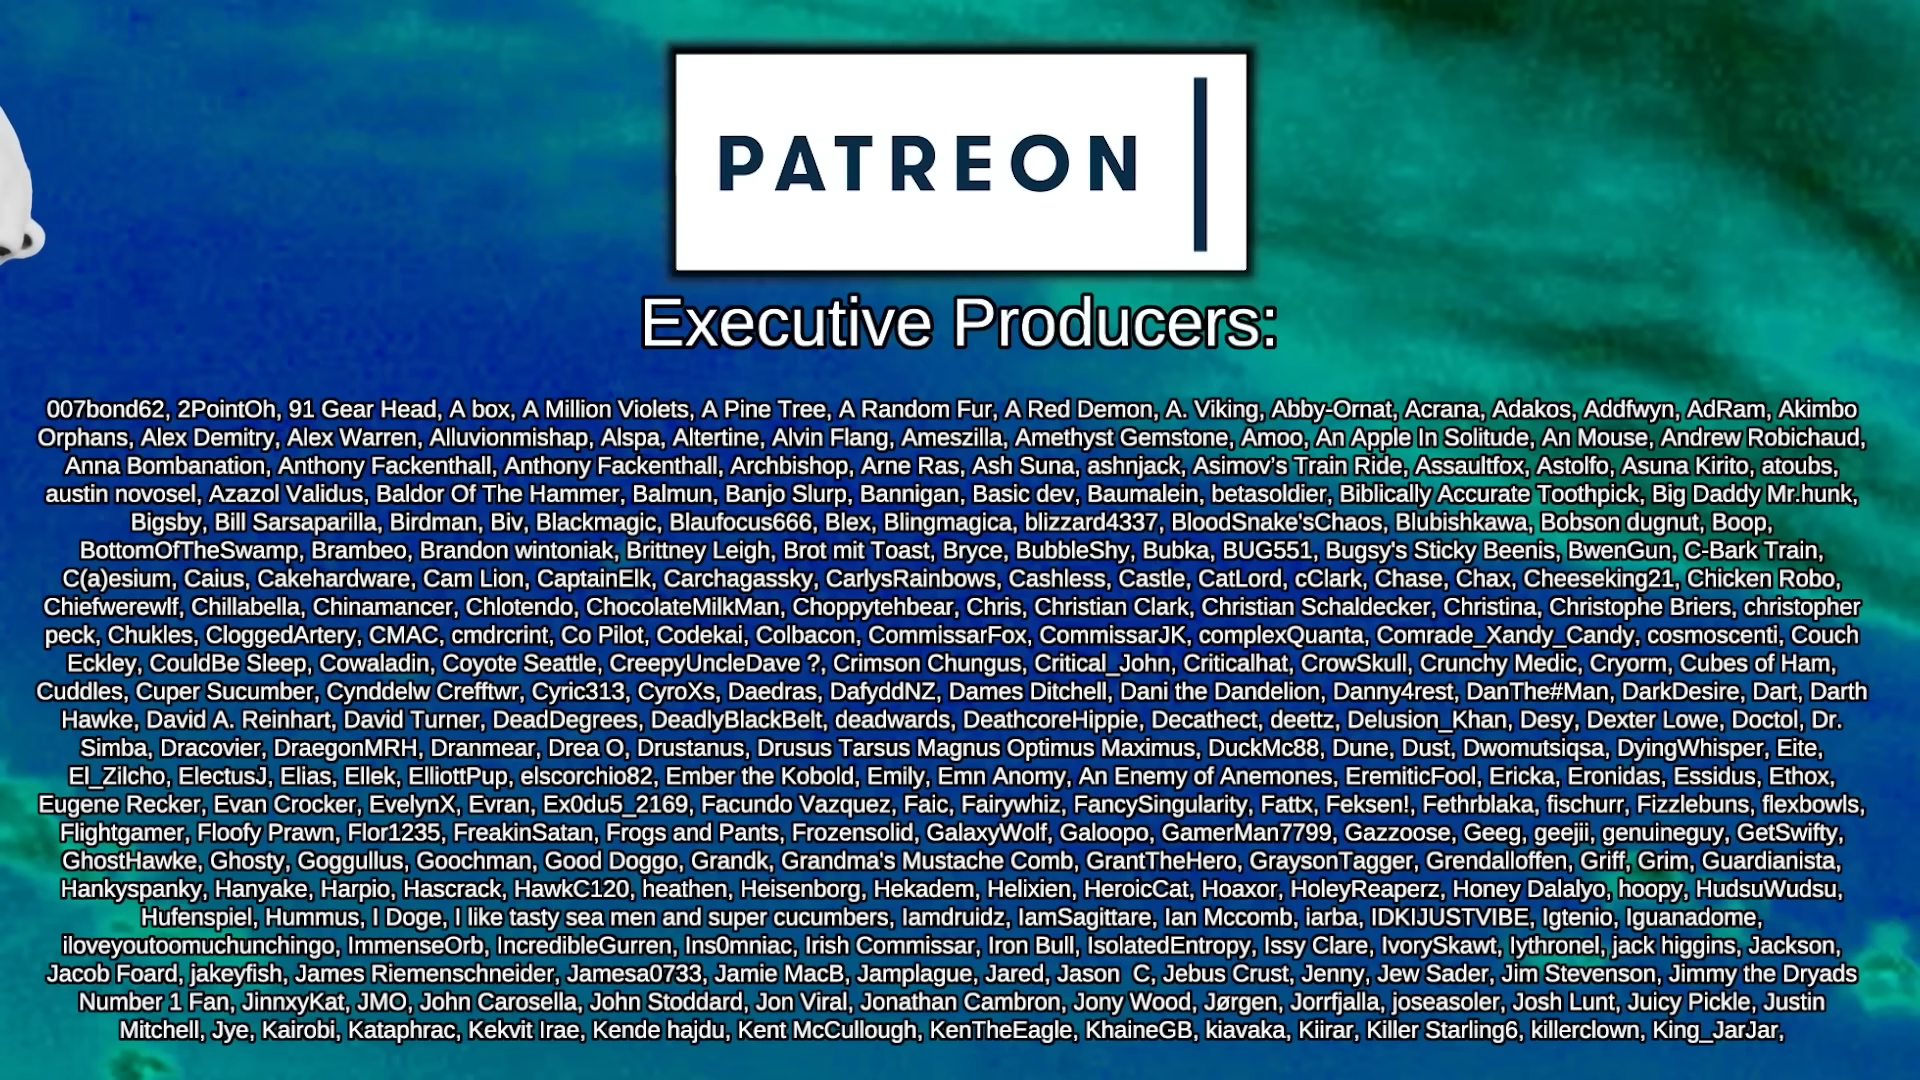 PATREON
Executive Producers:
007bond62, 2PointOh, 91 Gear Head, A box, A Million Violets, A Pine Tree, A Random Fur, A Red Demon, A. Viking, Abby-Ornat, Acrana, Adakos, Addfwyn, AdRam, Akimbo
Orphans, Alex Demitry, Alex Warren, Alluvionmishap, Alspa, Altertine, Alvin Flang, Ameszilla, Amethyst Gemstone, Amoo, An Apple In Solitude, An Mouse, Andrew Robichaud,
Anna Bombanation, Anthony Fackenthall, Anthony Fackenthall, Archbishop, Arne Ras, Ash Suna, ashnjack, Asimov’s Train Ride, Assaultfox, Astolfo, Asuna Kirito, atoubs,
austin novosel, Azazol Validus, Baldor Of The Hammer, Balmun, Banjo Slurp, Bannigan, Basic dev, Baumalein, betasoldier, Biblically Accurate Toothpick, Big Daddy Mr.hunk,
Bigsby, Bill Sarsaparilla, Birdman, Biv, Blackmagic, Blaufocus666, Blex, Blingmagica, blizzard4337, BloodSnake'sChaos, Blubishkawa, Bobson dugnut, Boop,
BottomOfTheSwamp, Brambeo, Brandon wintoniak, Brittney Leigh, Brot mit Toast, Bryce, BubbleShy, Bubka, BUG551, Bugsy's Sticky Beenis, BwenGun, C-Bark Train,
C(a)esium, Caius, Cakehardware, Cam Lion, CaptainElk, Carchagassky, CarlysRainbows, Cashless, Castle, CatLord, cClark, Chase, Chax, Cheeseking21, Chicken Robo,
Chiefwerewlf, Chillabella, Chinamancer, Chlotendo, ChocolateMilkMan, Choppytehbear, Chris, Christian Clark, Christian Schaldecker, Christina, Christophe Briers, christopher
peck, Chukles, CloggedArtery, CMAC, cmdrcrint, Co Pilot, Codekai, Colbacon, CommissarFox, CommissarJK, complexQuanta, Comrade_Xandy_Candy, cosmoscenti, Couch
Eckley, CouldBe Sleep, Cowaladin, Coyote Seattle, CreepyUncleDave ?, Crimson Chungus, Critical_John, Criticalhat, CrowSkull, Crunchy Medic, Cryorm, Cubes of Ham,
Cuddles, Cuper Sucumber, Cynddelw Crefftwr, Cyric313, CyroXs, Daedras, DafyddNZ, Dames Ditchell, Dani the Dandelion, Danny4rest, DanThe#Man, DarkDesire, Dart, Darth
Hawke, David A. Reinhart, David Turner, DeadDegrees, DeadlyBlackBelt, deadwards, DeathcoreHippie, Decathect, deettz, Delusion_Khan, Desy, Dexter Lowe, Doctol, Dr.
Simba, Dracovier, DraegonMRH, Dranmear, Drea O, Drustanus, Drusus Tarsus Magnus Optimus Maximus, DuckMc88, Dune, Dust, Dwomutsiqsa, DyingWhisper, Eite,
El_Zilcho, ElectusJ, Elias, Ellek, ElliottPup, elscorchio82, Ember the Kobold, Emily, Emn Anomy, An Enemy of Anemones, EremiticFool, Ericka, Eronidas, Essidus, Ethox,
Eugene Recker, Evan Crocker, EvelynX, Evran, Ex0du5_2169, Facundo Vazquez, Faic, Fairywhiz, FancySingularity, Fattx, Feksen!, Fethrblaka, fischurr, Fizzlebuns, flexbowls,
Flightgamer, Floofy Prawn, Flor1235, FreakinSatan, Frogs and Pants, Frozensolid, GalaxyWolf, Galoopo, GamerMan7799, Gazzoose, Geeg, geejii, genuineguy, GetSwifty,
GhostHawke, Ghosty, Goggullus, Goochman, Good Doggo, Grandk, Grandma's Mustache Comb, GrantTheHero, GraysonTagger, Grendalloffen, Griff, Grim, Guardianista,
Hankyspanky, Hanyake, Harpio, Hascrack, HawkC120, heathen, Heisenborg, Hekadem, Helixien, HeroicCat, Hoaxor, HoleyReaperz, Honey Dalalyo, hoopy, HudsuWudsu,
Hufenspiel, Hummus, I Doge, I like tasty sea men and super cucumbers, Iamdruidz, IamSagittare, Ian Mccomb, iarba, IDKIJUSTVIBE, Igtenio, Iguanadome,
iloveyoutoomuchunchingo, ImmenseOrb, IncredibleGurren, Ins0mniac, Irish Commissar, Iron Bull, IsolatedEntropy, Issy Clare, IvorySkawt, Iythronel, jack higgins, Jackson,
Jacob Foard, jakeyfish, James Riemenschneider, Jamesa0733, Jamie MacB, Jamplague, Jared, Jason  C, Jebus Crust, Jenny, Jew Sader, Jim Stevenson, Jimmy the Dryads
Number 1 Fan, JinnxyKat, JMO, John Carosella, John Stoddard, Jon Viral, Jonathan Cambron, Jony Wood, Jørgen, Jorrfjalla, joseasoler, Josh Lunt, Juicy Pickle, Justin
Mitchell, Jye, Kairobi, Kataphrac, Kekvit Irae, Kende hajdu, Kent McCullough, KenTheEagle, KhaineGB, kiavaka, Kiirar, Killer Starling6, killerclown, King_JarJar,